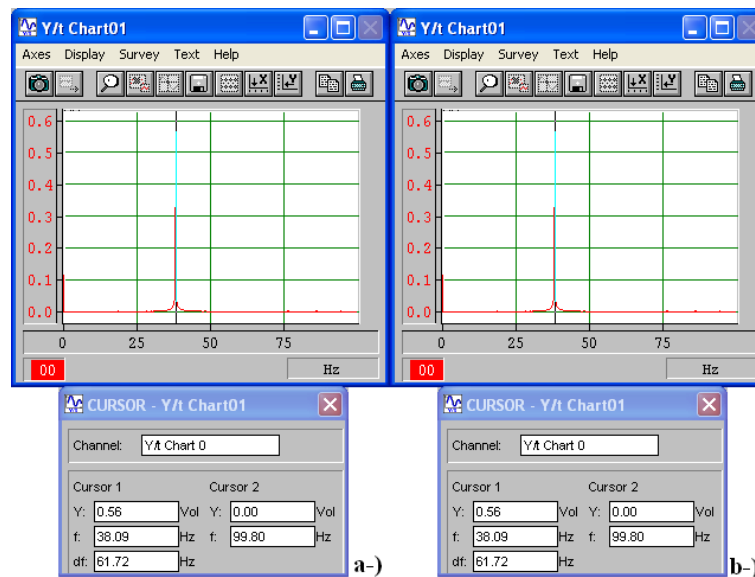 Y/t Chart01
Axes Display Survey Text Help
0.6
0.5
0.4
0.3
0.2
0.1
0.0
0 25 50 75
00 Hz
CURSOR - Y/t Chart01
Channel: Y/t Chart 0
Cursor 1 Cursor 2
Y: 0.56 Vol Y: 0.00 Vol
f: 38.09 Hz f: 99.80 Hz
df: 61.72 Hz
a-)
Y/t Chart01
Axes Display Survey Text Help
0.6
0.5
0.4
0.3
0.2
0.1
0.0
0 25 50 75
00 Hz
CURSOR - Y/t Chart01
Channel: Y/t Chart 0
Cursor 1 Cursor 2
Y: 0.56 Vol Y: 0.00 Vol
f: 38.09 Hz f: 99.80 Hz
df: 61.72 Hz
b-)